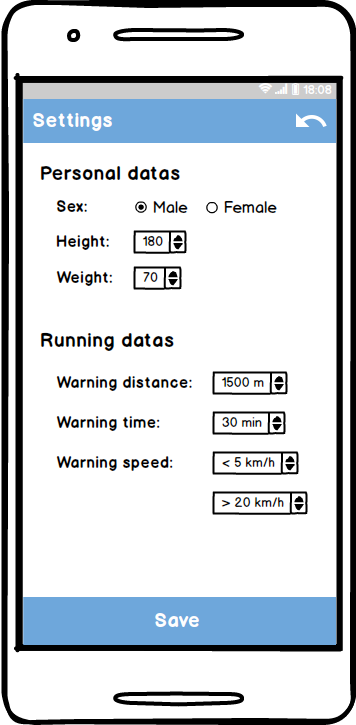 18:08
Settings
Personal datas
Sex: Male Female
Height: 180
Weight: 70
Running datas
Warning distance: 1500 m
Warning time: 30 min
Warning speed: < 5 km/h
> 20 km/h
Save